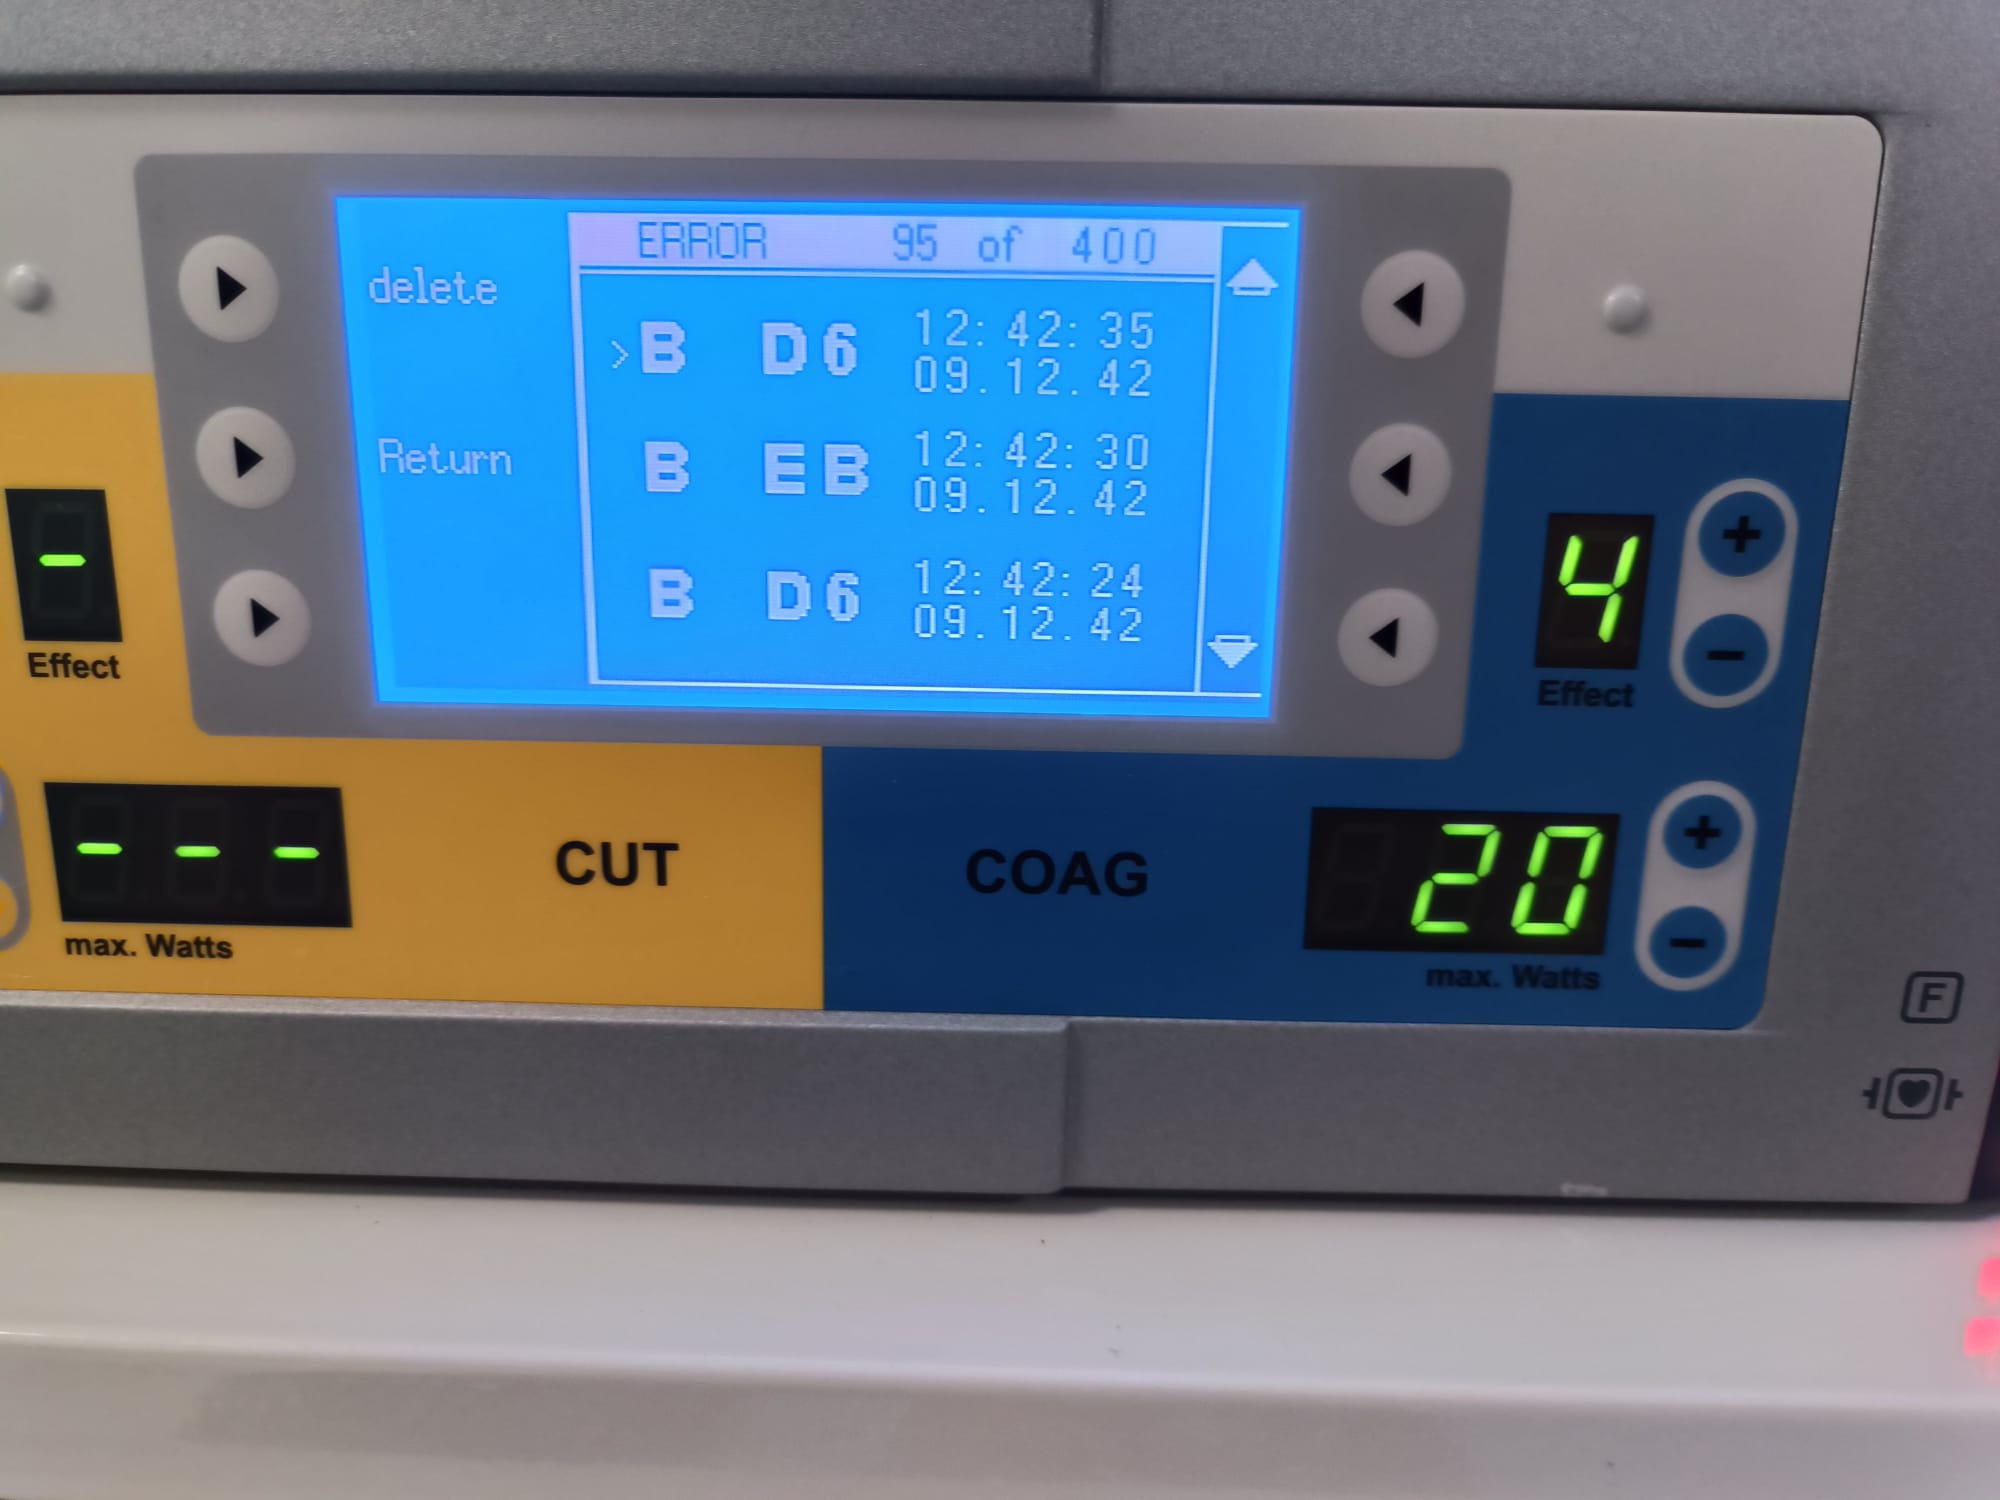 ERROR 95 of 400
delete
>B D6 12:42:35
09.12.42
Return
B EB 12:42:30
09.12.42
B D6 12:42:24
09.12.42
-
Effect
4
+
-
Effect
---
max. Watts
CUT
COAG
20
+
-
max. Watts
F